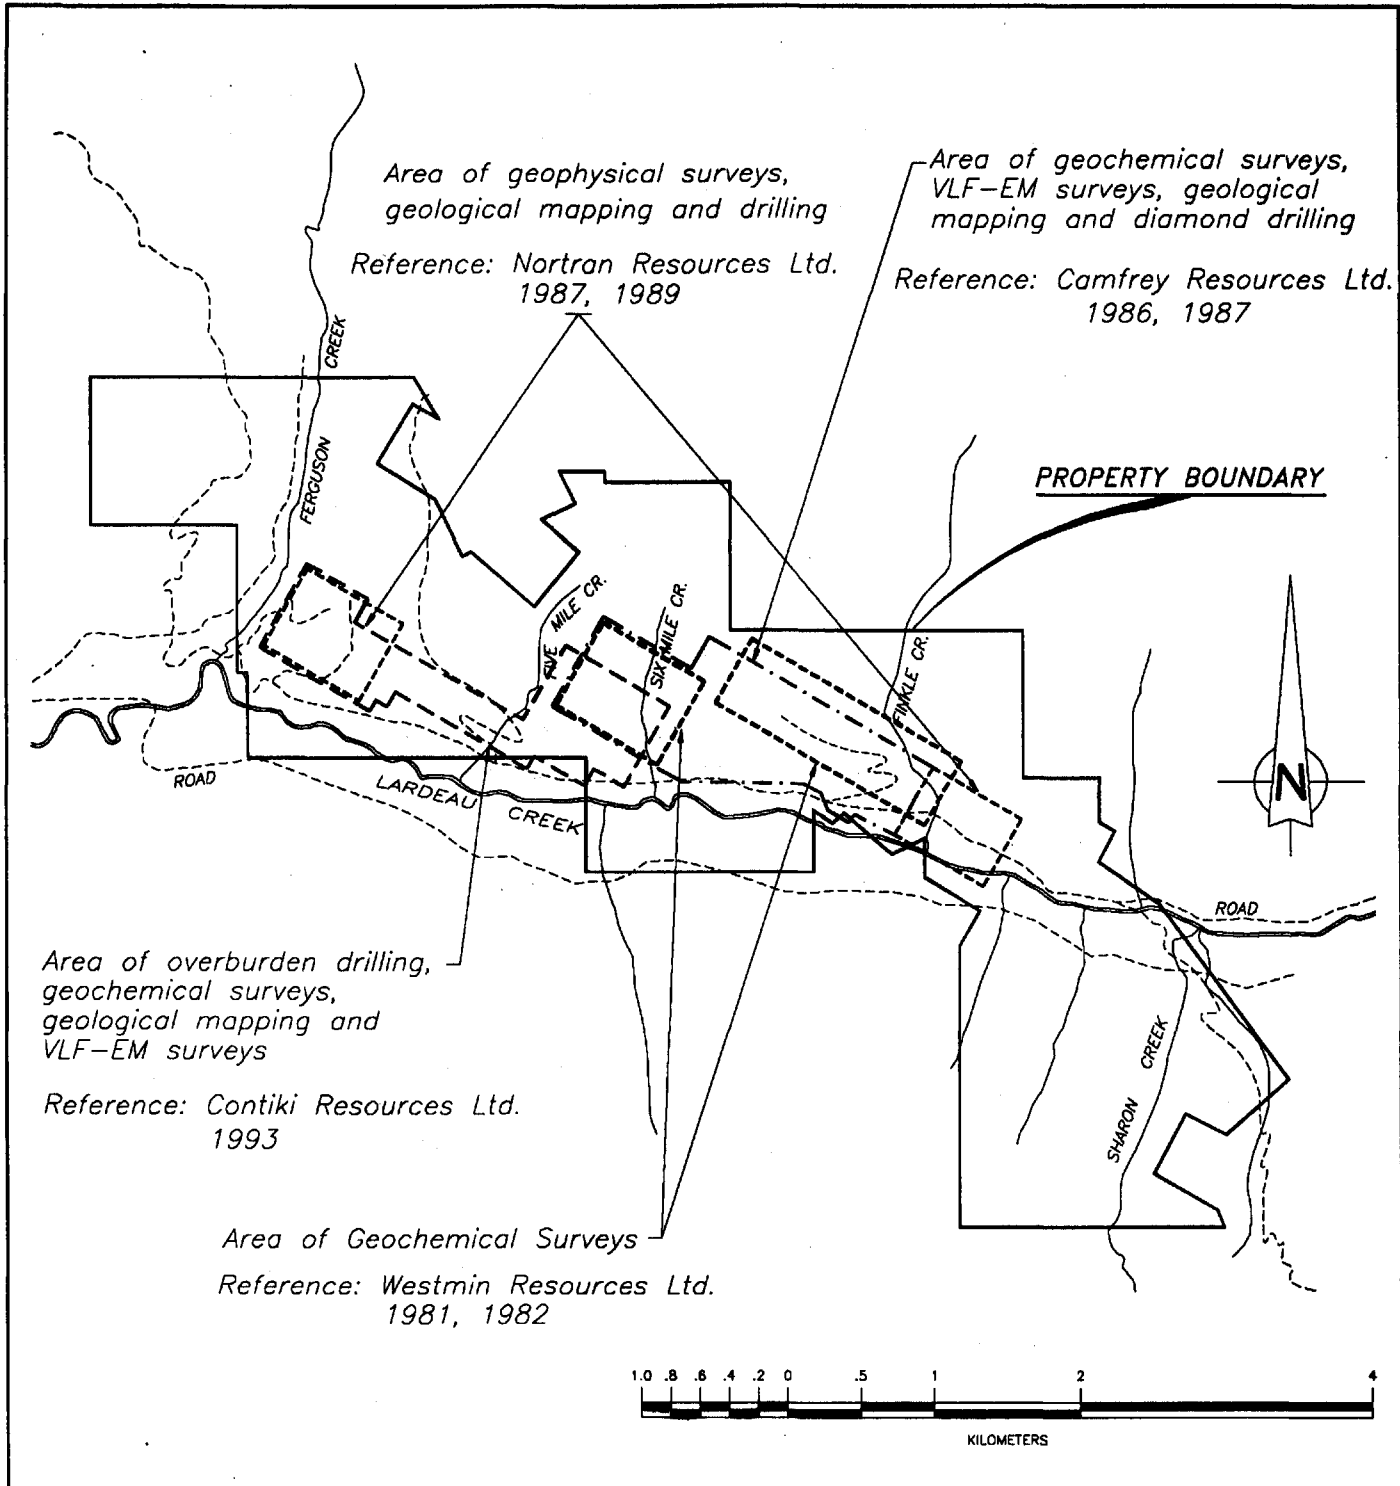 Area of geophysical surveys,
geological mapping and drilling
Reference: Nortran Resources Ltd.
1987, 1989
Area of geochemical surveys,
VLF-EM surveys, geological
mapping and diamond drilling
Reference: Camfrey Resources Ltd.
1986, 1987
FERGUSON CREEK
PROPERTY BOUNDARY
FIVE MILE CR.
SIX MILE CR.
FINKLE CR.
N
ROAD
LARDEAU CREEK
ROAD
Area of overburden drilling,
geochemical surveys,
geological mapping and
VLF-EM surveys
Reference: Contiki Resources Ltd.
1993
SHARON CREEK
Area of Geochemical Surveys
Reference: Westmin Resources Ltd.
1981, 1982
1.0 .8 .6 .4 .2 0 .5 1 2 4
KILOMETERS